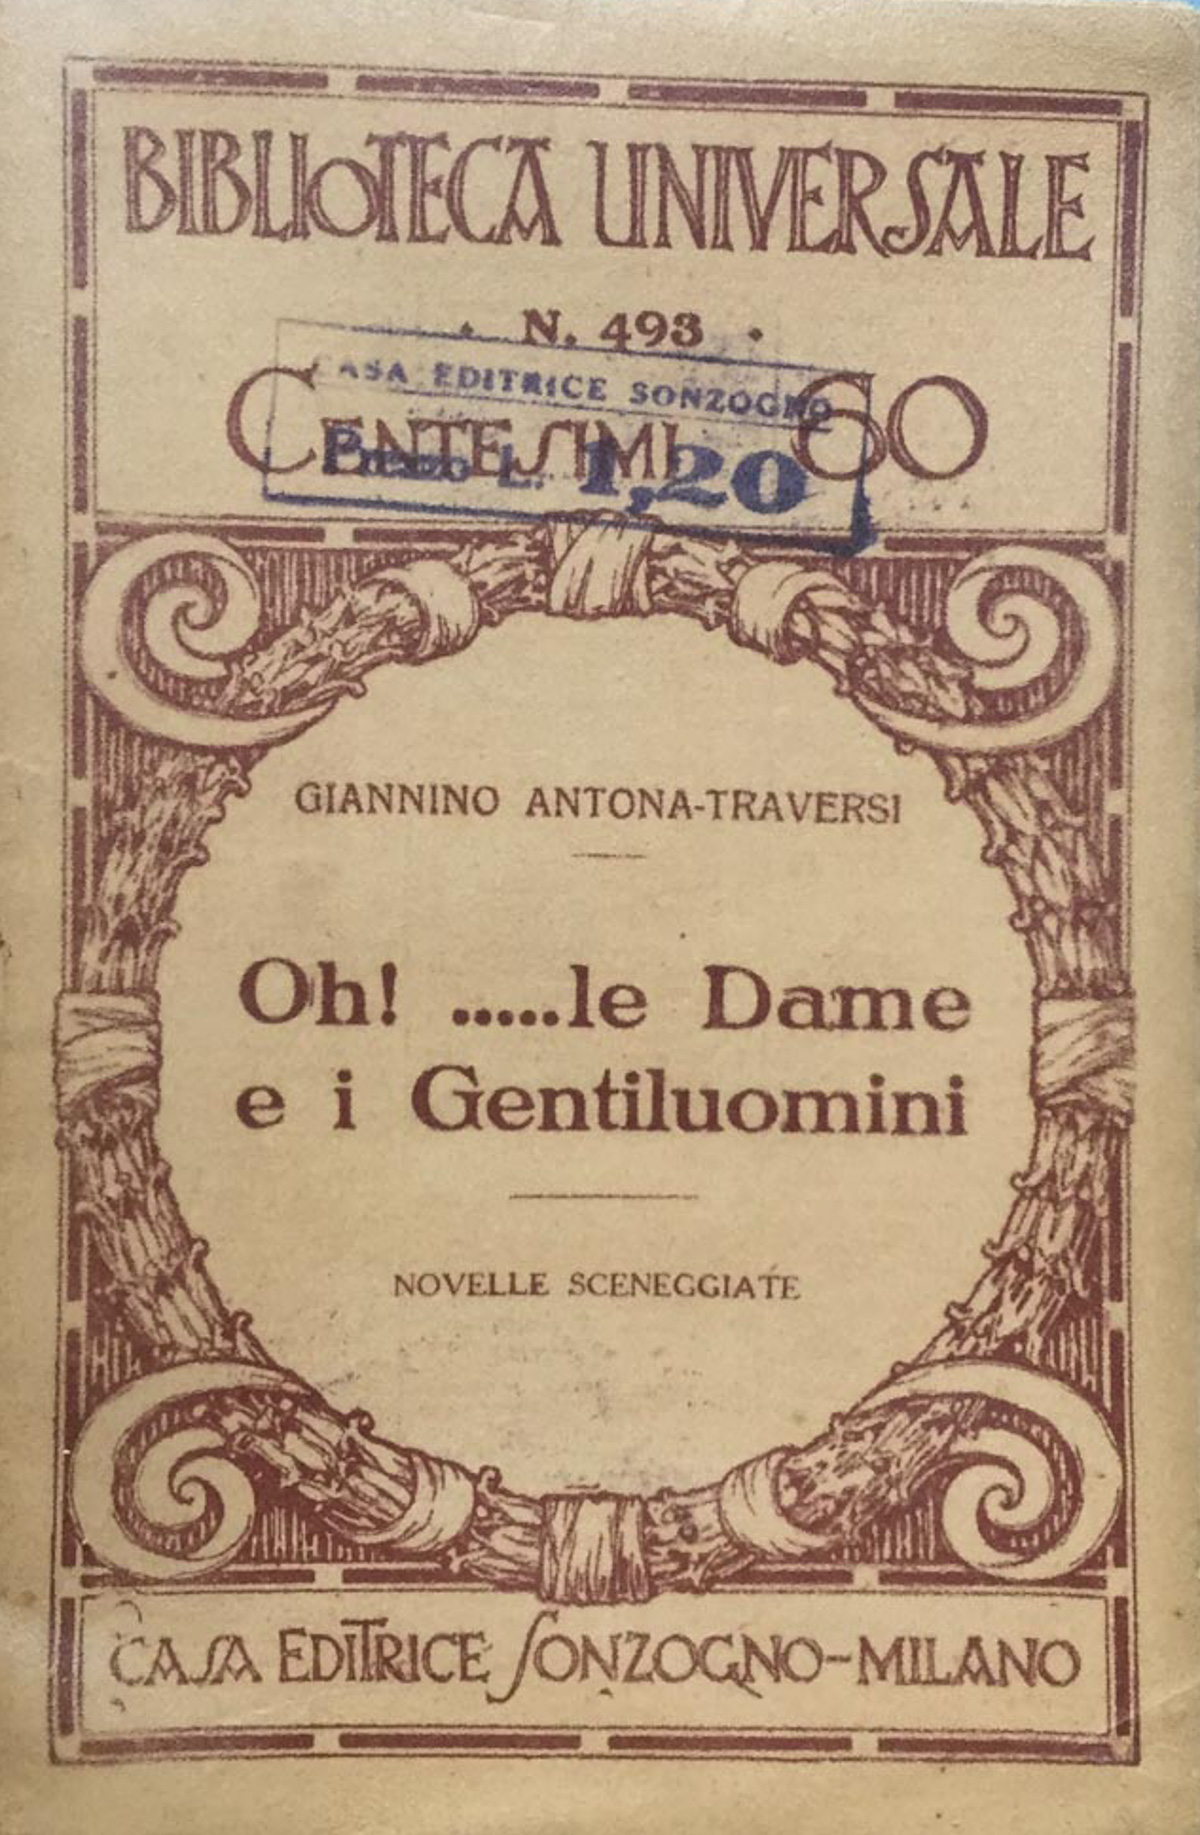 BIBLIOTECA UNIVERSALE
· N. 493 ·
CENTESIMI 60
CASA EDITRICE SONZOGNO
Prezzo L. 1,20
GIANNINO ANTONA-TRAVERSI
Oh! .....le Dame
e i Gentiluomini
NOVELLE SCENEGGIATE
CASA EDITRICE SONZOGNO-MILANO